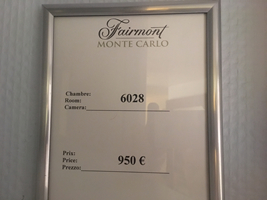 Fairmont
MONTE CARLO
Chambre:
Room: 6028
Camera:
Prix:
Price: 950 €
Prezzo: